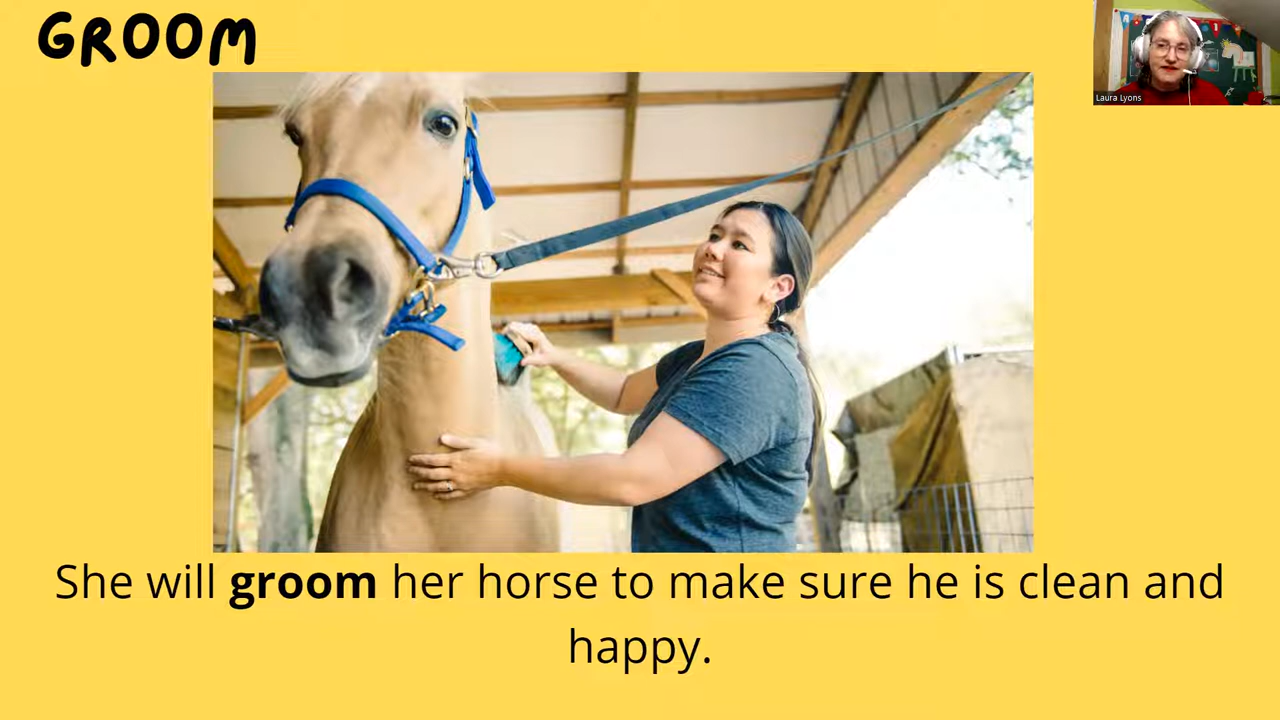 GROOM
Laura Lyons
She will groom her horse to make sure he is clean and
happy.